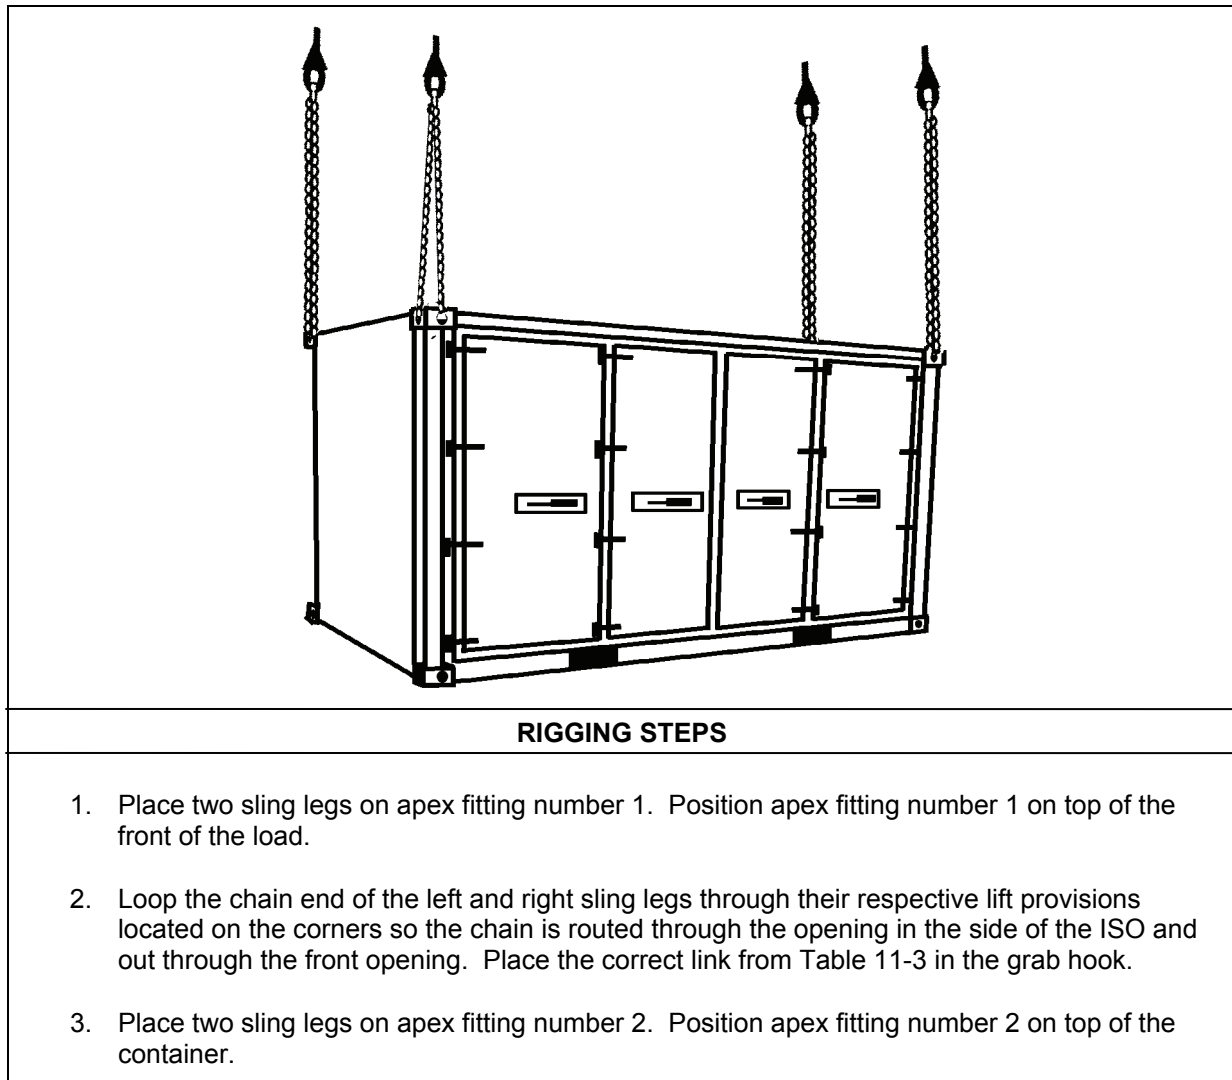 RIGGING STEPS
1. Place two sling legs on apex fitting number 1. Position apex fitting number 1 on top of the
front of the load.
2. Loop the chain end of the left and right sling legs through their respective lift provisions
located on the corners so the chain is routed through the opening in the side of the ISO and
out through the front opening. Place the correct link from Table 11-3 in the grab hook.
3. Place two sling legs on apex fitting number 2. Position apex fitting number 2 on top of the
container.